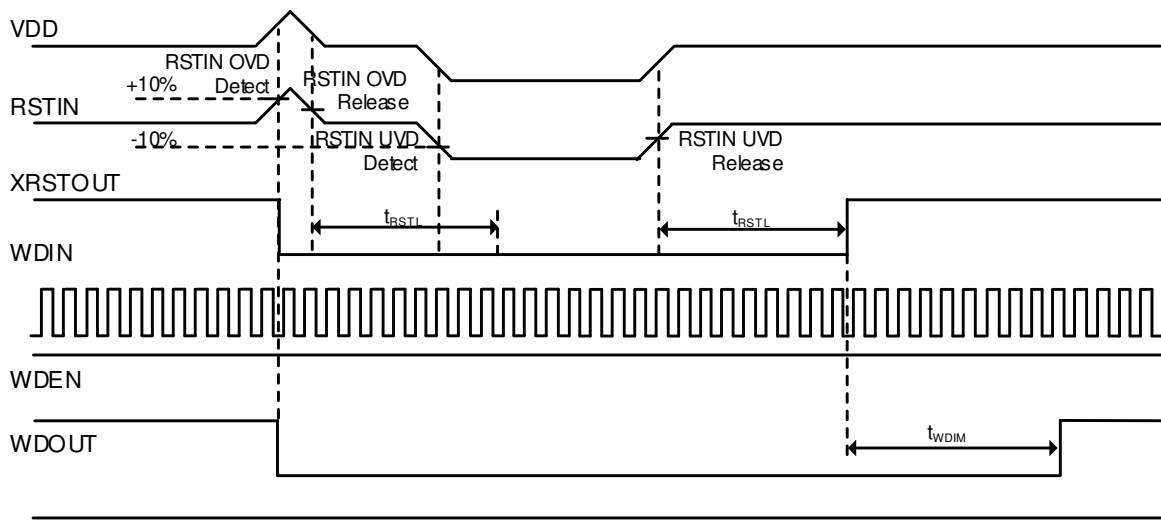 VDD
RSTIN OVD
Detect
+10%
RSTIN OVD
Release
RSTIN
-10%
RSTIN UVD
Detect
RSTIN UVD
Release
XRSTOUT
tRSTL
tRSTL
WDIN
WDEN
WDOUT
tWDIM